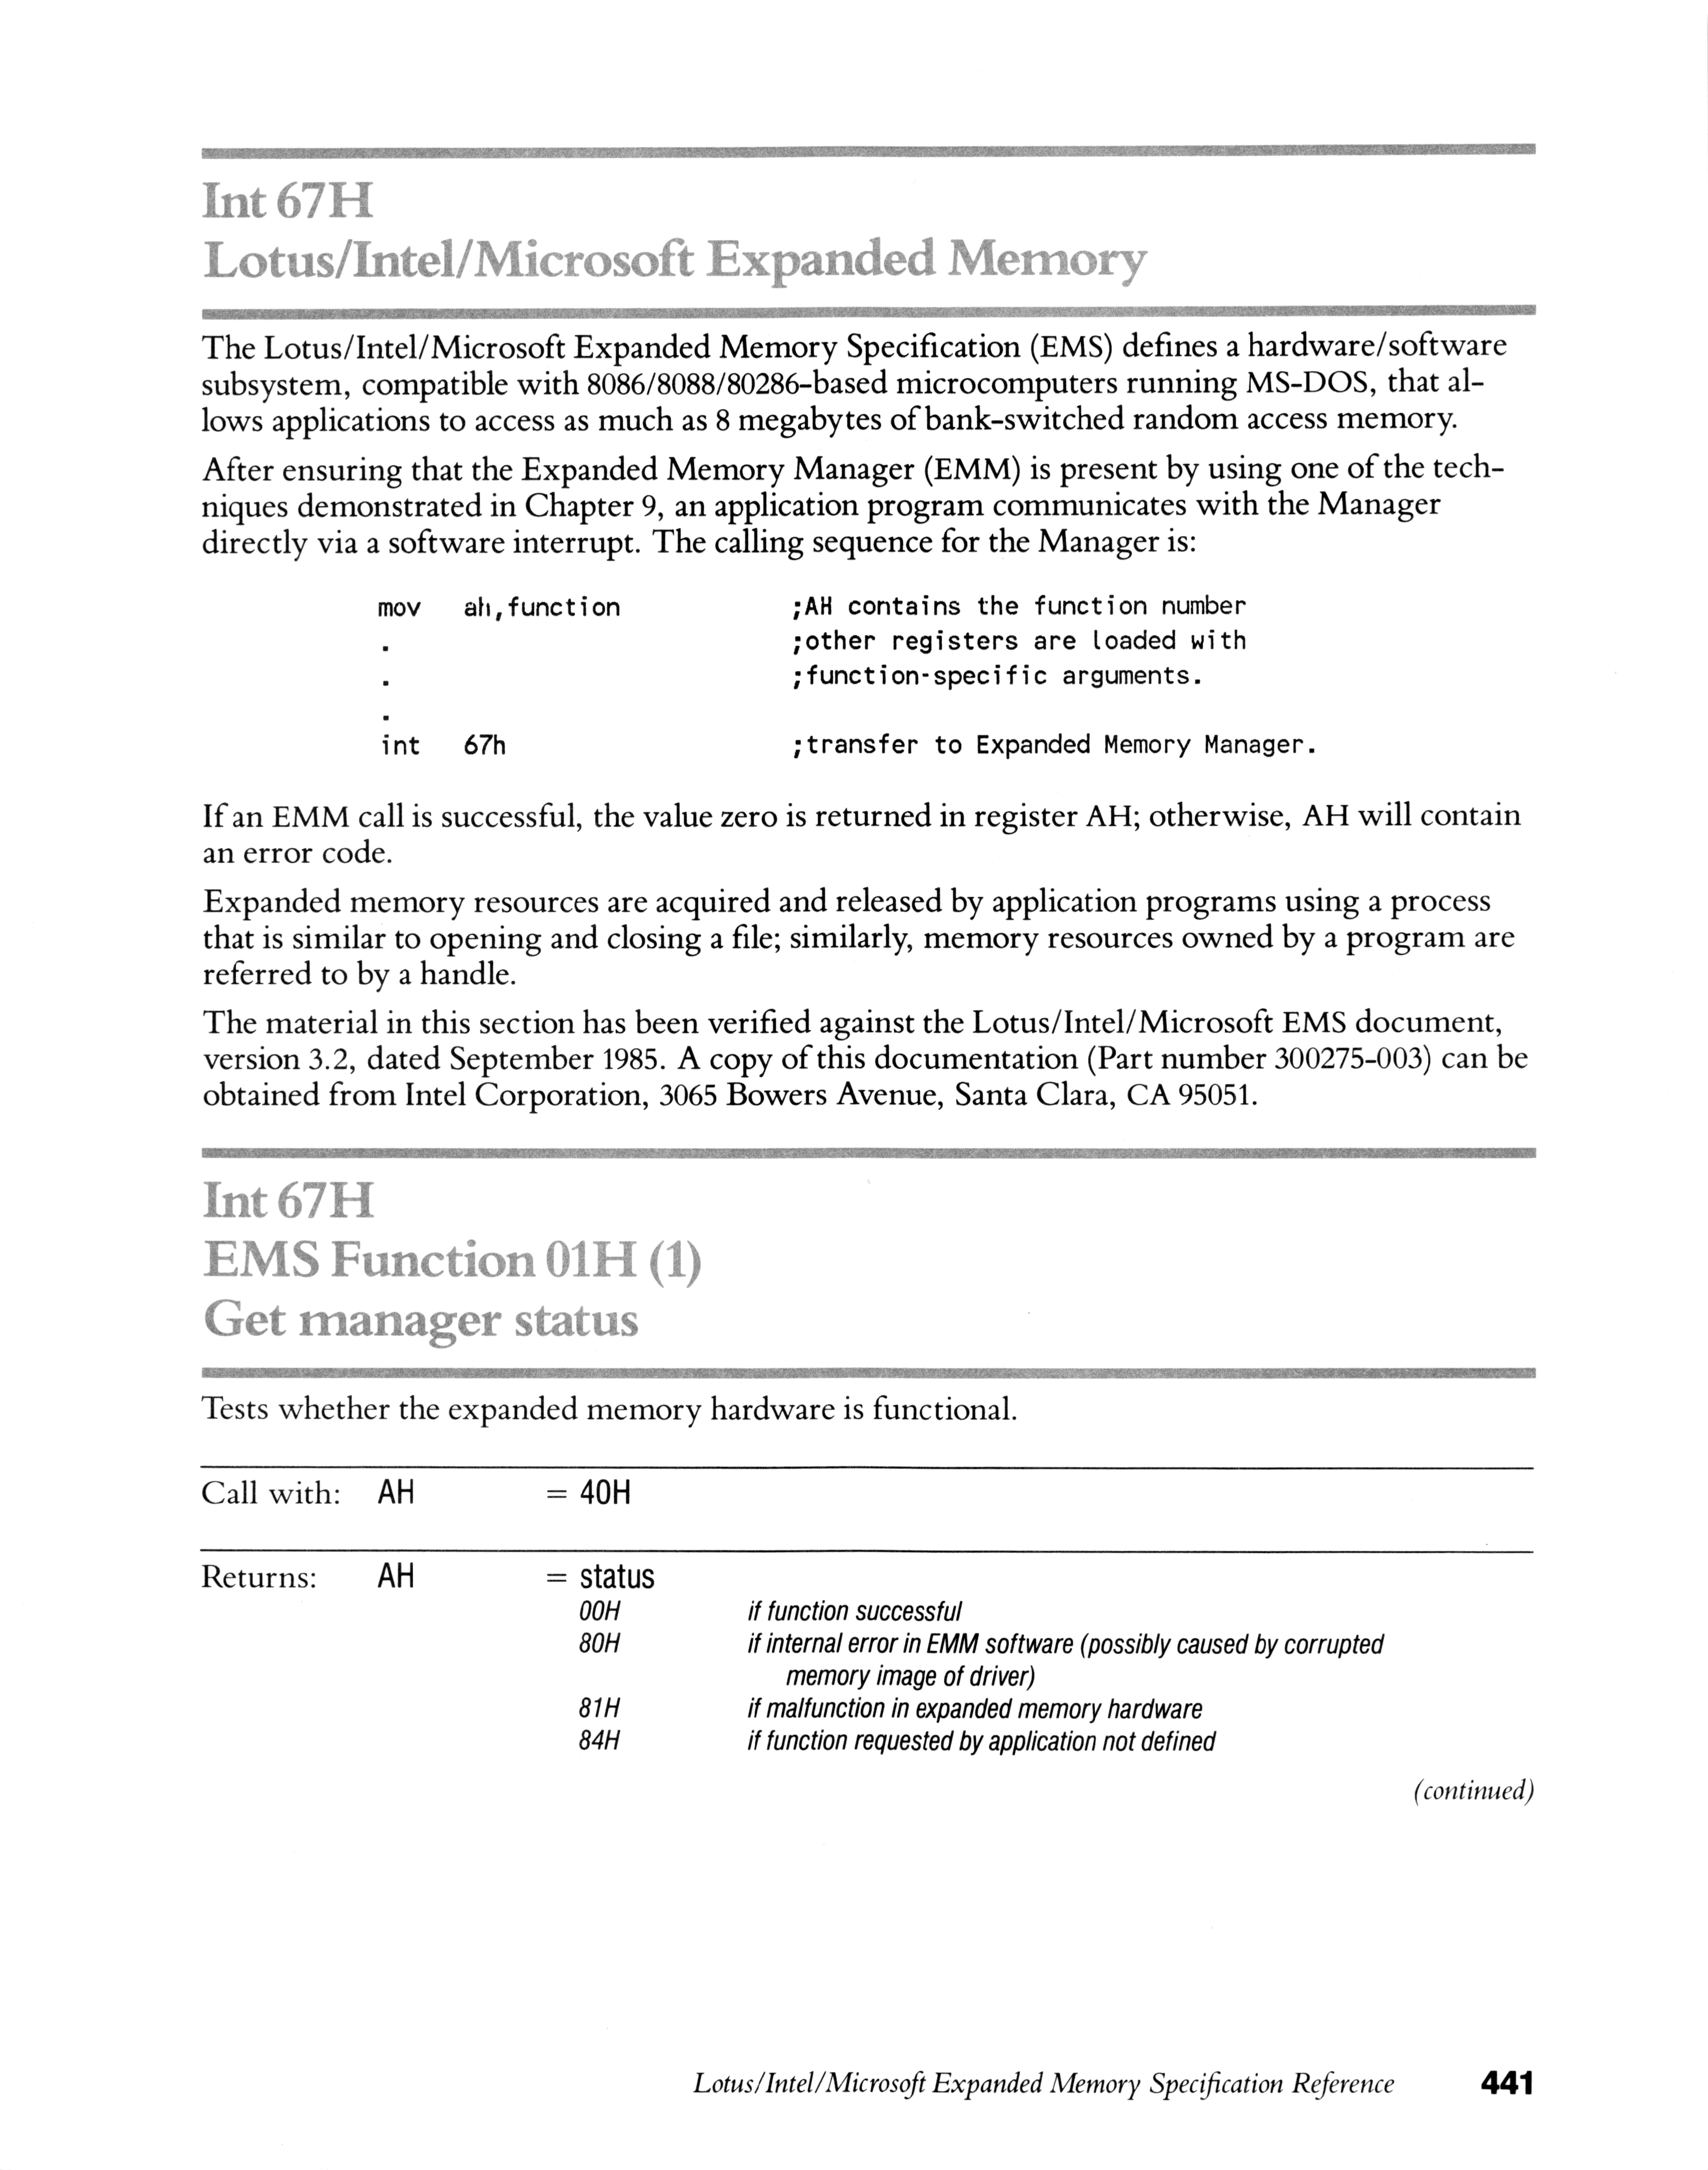 Int 67H
Lotus/Intel/Microsoft Expanded Memory
The Lotus/Intel/Microsoft Expanded Memory Specification (EMS) defines a hardware/software
subsystem, compatible with 8086/8088/80286-based microcomputers running MS-DOS, that al-
lows applications to access as much as 8 megabytes of bank-switched random access memory.
After ensuring that the Expanded Memory Manager (EMM) is present by using one of the tech-
niques demonstrated in Chapter 9, an application program communicates with the Manager
directly via a software interrupt. The calling sequence for the Manager is:
mov ah,function ;AH contains the function number
. ;other registers are loaded with
. ;function-specific arguments.
.
int 67h ;transfer to Expanded Memory Manager.
If an EMM call is successful, the value zero is returned in register AH; otherwise, AH will contain
an error code.
Expanded memory resources are acquired and released by application programs using a process
that is similar to opening and closing a file; similarly, memory resources owned by a program are
referred to by a handle.
The material in this section has been verified against the Lotus/Intel/Microsoft EMS document,
version 3.2, dated September 1985. A copy of this documentation (Part number 300275-003) can be
obtained from Intel Corporation, 3065 Bowers Avenue, Santa Clara, CA 95051.
Int 67H
EMS Function 01H (1)
Get manager status
Tests whether the expanded memory hardware is functional.
Call with: AH = 40H
Returns: AH = status
00H if function successful
80H if internal error in EMM software (possibly caused by corrupted
memory image of driver)
81H if malfunction in expanded memory hardware
84H if function requested by application not defined
(continued)
Lotus/Intel/Microsoft Expanded Memory Specification Reference 441